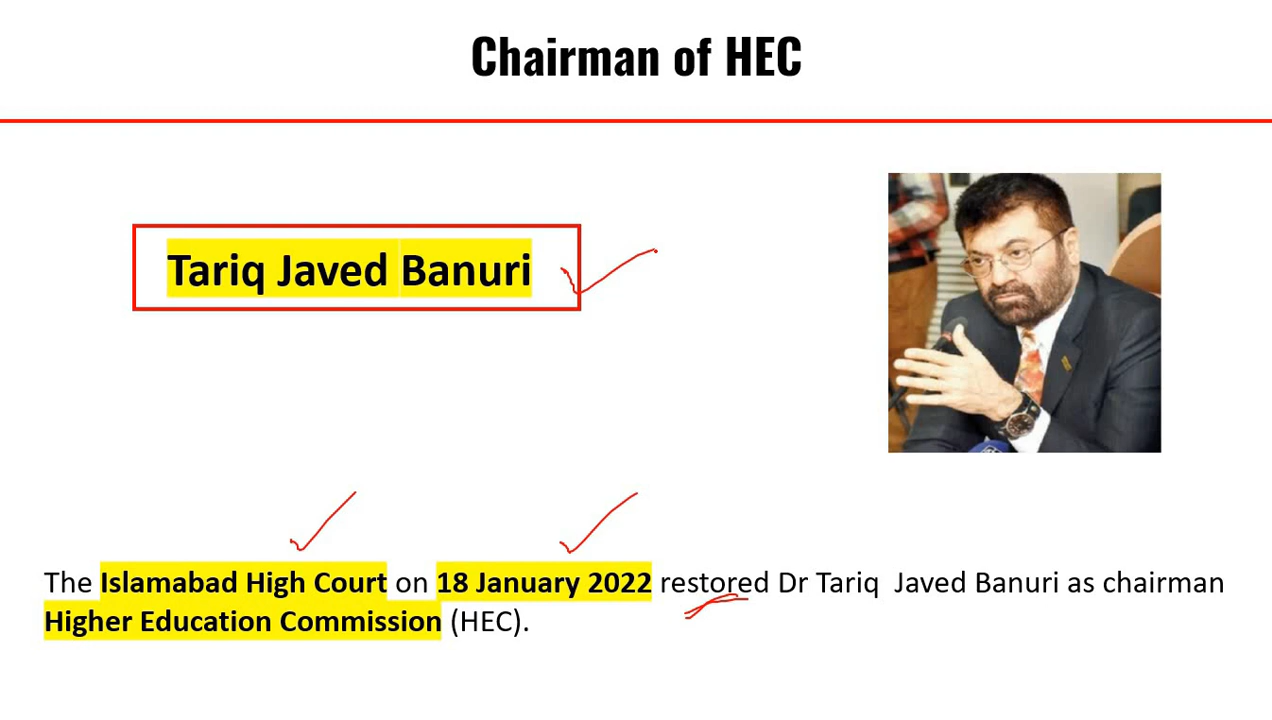 Chairman of HEC
Tariq Javed Banuri
The Islamabad High Court on 18 January 2022 restored Dr Tariq Javed Banuri as chairman
Higher Education Commission (HEC).